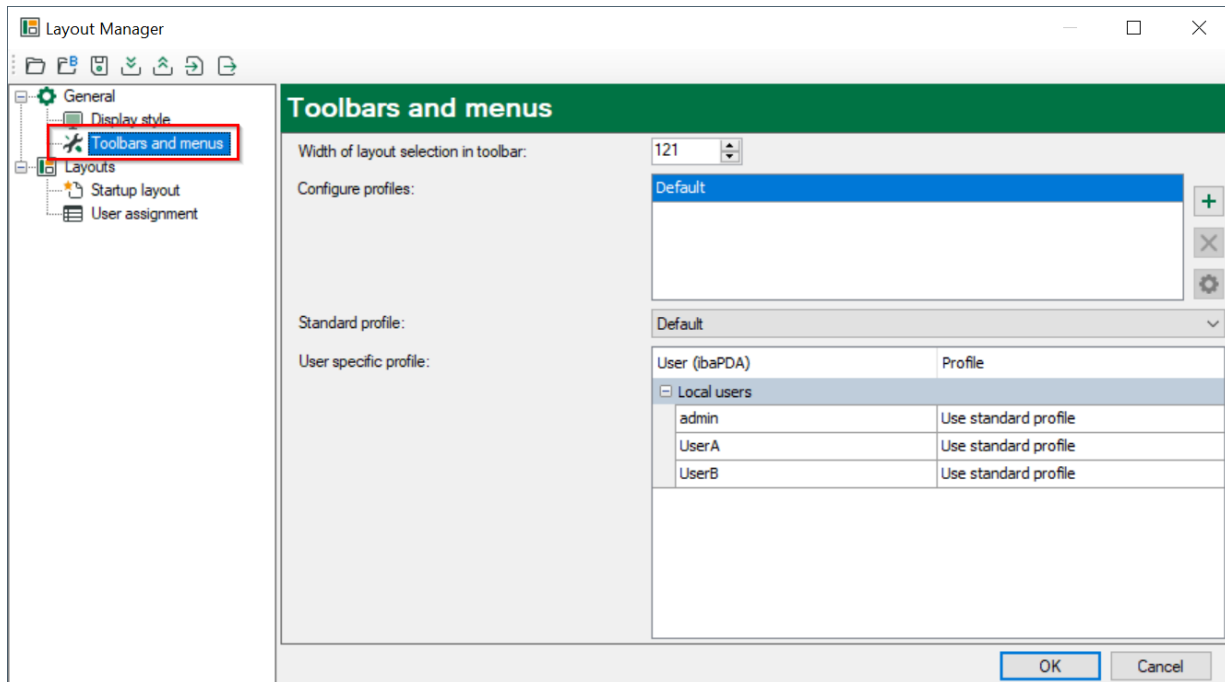 Layout Manager
General
Display style
Toolbars and menus
Layouts
Startup layout
User assignment
Toolbars and menus
Width of layout selection in toolbar:
121
Configure profiles:
Default
Standard profile:
Default
User specific profile:
User (ibaPDA) Profile
Local users
admin Use standard profile
UserA Use standard profile
UserB Use standard profile
OK Cancel